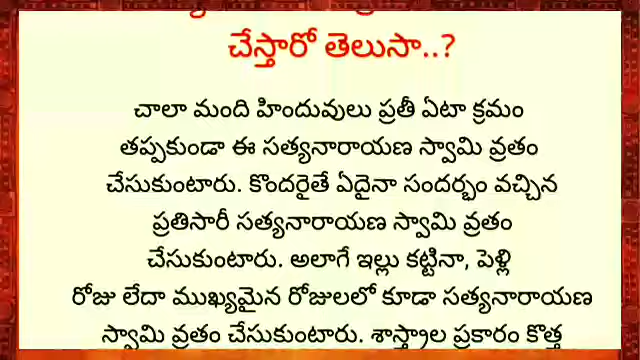 చేస్తారో తెలుసా..?
చాలా మంది హిందువులు ప్రతీ ఏటా క్రమం
తప్పకుండా ఈ సత్యనారాయణ స్వామి వ్రతం
చేసుకుంటారు. కొందరైతే ఏదైనా సందర్భం వచ్చిన
ప్రతిసారీ సత్యనారాయణ స్వామి వ్రతం
చేసుకుంటారు. అలాగే ఇల్లు కట్టినా, పెళ్లి
రోజు లేదా ముఖ్యమైన రోజులలో కూడా సత్యనారాయణ
స్వామి వ్రతం చేసుకుంటారు. శాస్త్రాల ప్రకారం కొత్త